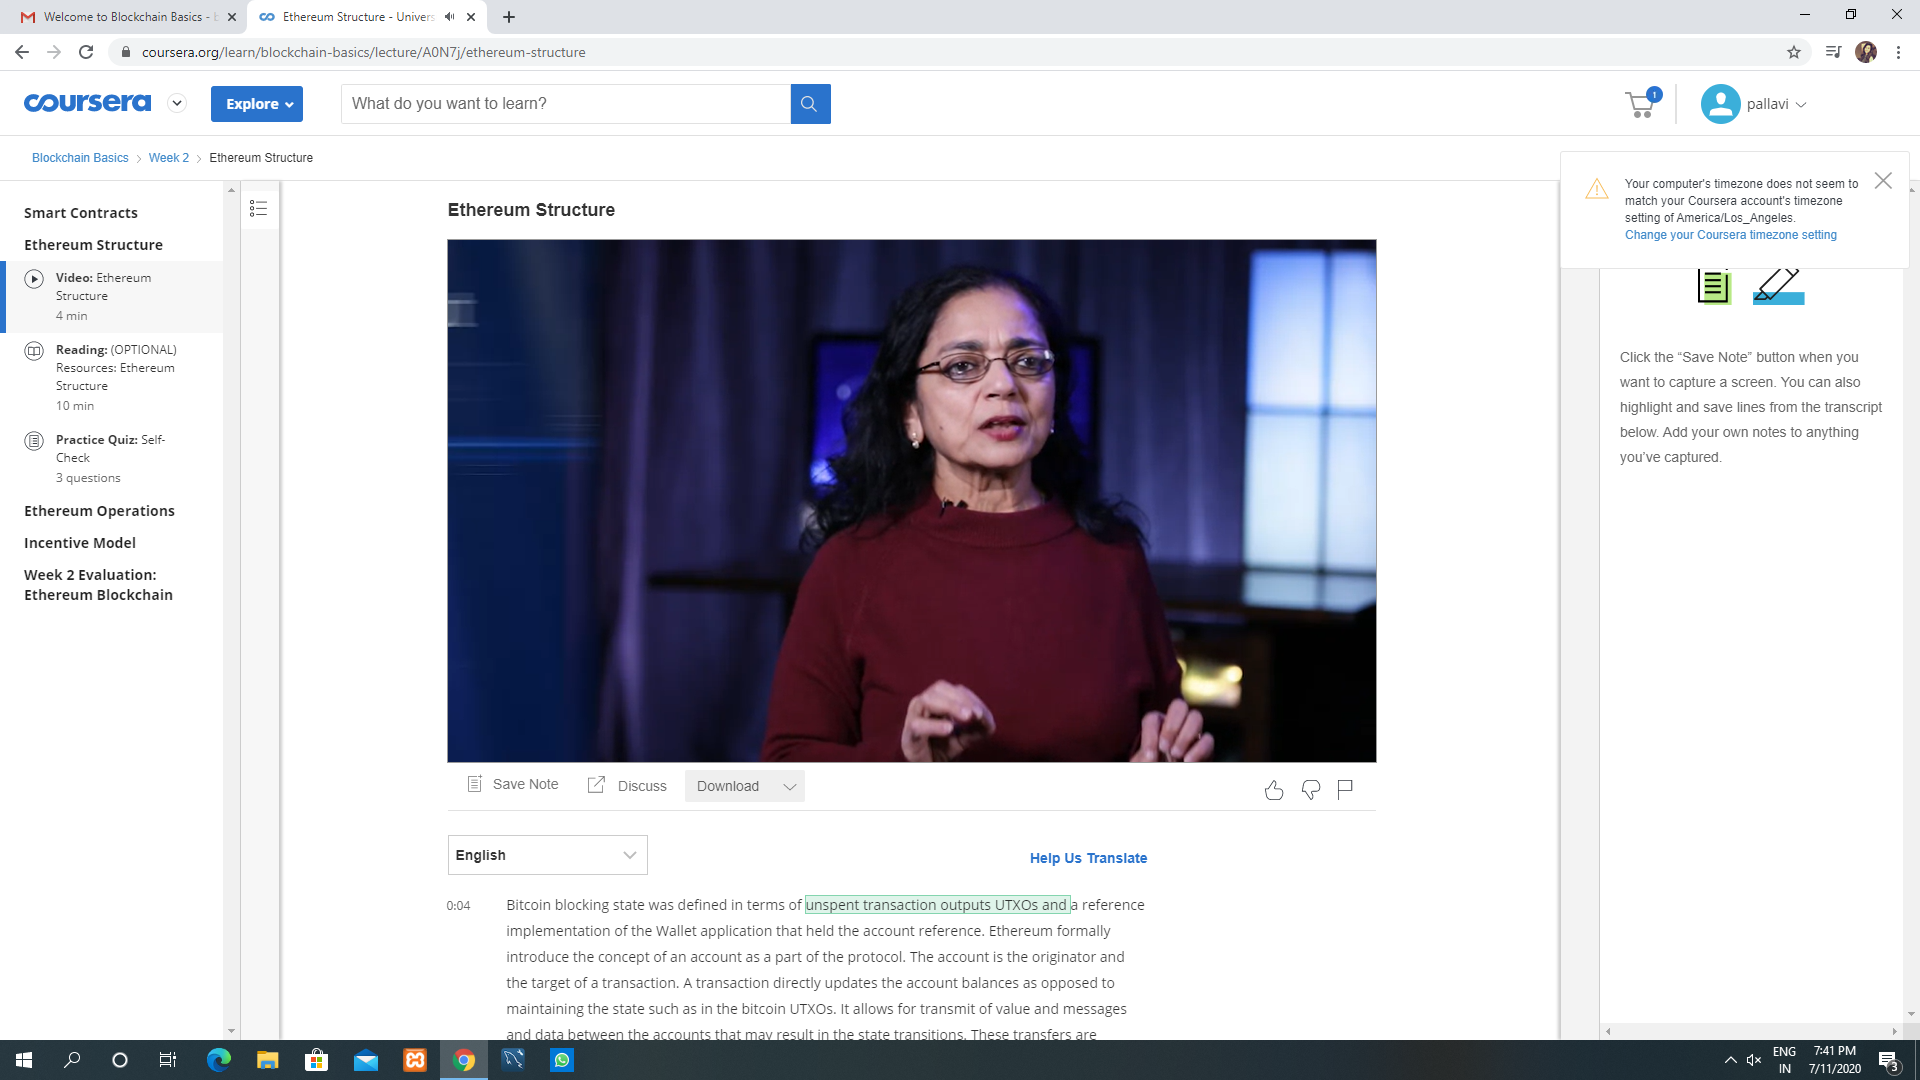 Welcome to Blockchain Basics -
Ethereum Structure - Univers
coursera.org/learn/blockchain-basics/lecture/A0N7j/ethereum-structure
coursera
Explore
What do you want to learn?
1
pallavi
Blockchain Basics
Week 2
Ethereum Structure
Your computer's timezone does not seem to
match your Coursera account's timezone
setting of America/Los_Angeles.
Change your Coursera timezone setting
Smart Contracts
Ethereum Structure
Video: Ethereum
Structure
4 min
Reading: (OPTIONAL)
Resources: Ethereum
Structure
10 min
Practice Quiz: Self-
Check
3 questions
Ethereum Operations
Incentive Model
Week 2 Evaluation:
Ethereum Blockchain
Ethereum Structure
Click the “Save Note” button when you
want to capture a screen. You can also
highlight and save lines from the transcript
below. Add your own notes to anything
you’ve captured.
Save Note
Discuss
Download
English
Help Us Translate
0:04
Bitcoin blocking state was defined in terms of unspent transaction outputs UTXOs and a reference
implementation of the Wallet application that held the account reference. Ethereum formally
introduce the concept of an account as a part of the protocol. The account is the originator and
the target of a transaction. A transaction directly updates the account balances as opposed to
maintaining the state such as in the bitcoin UTXOs. It allows for transmit of value and messages
and data between the accounts that may result in the state transitions. These transfers are
ENG
IN
7:41 PM
7/11/2020
3